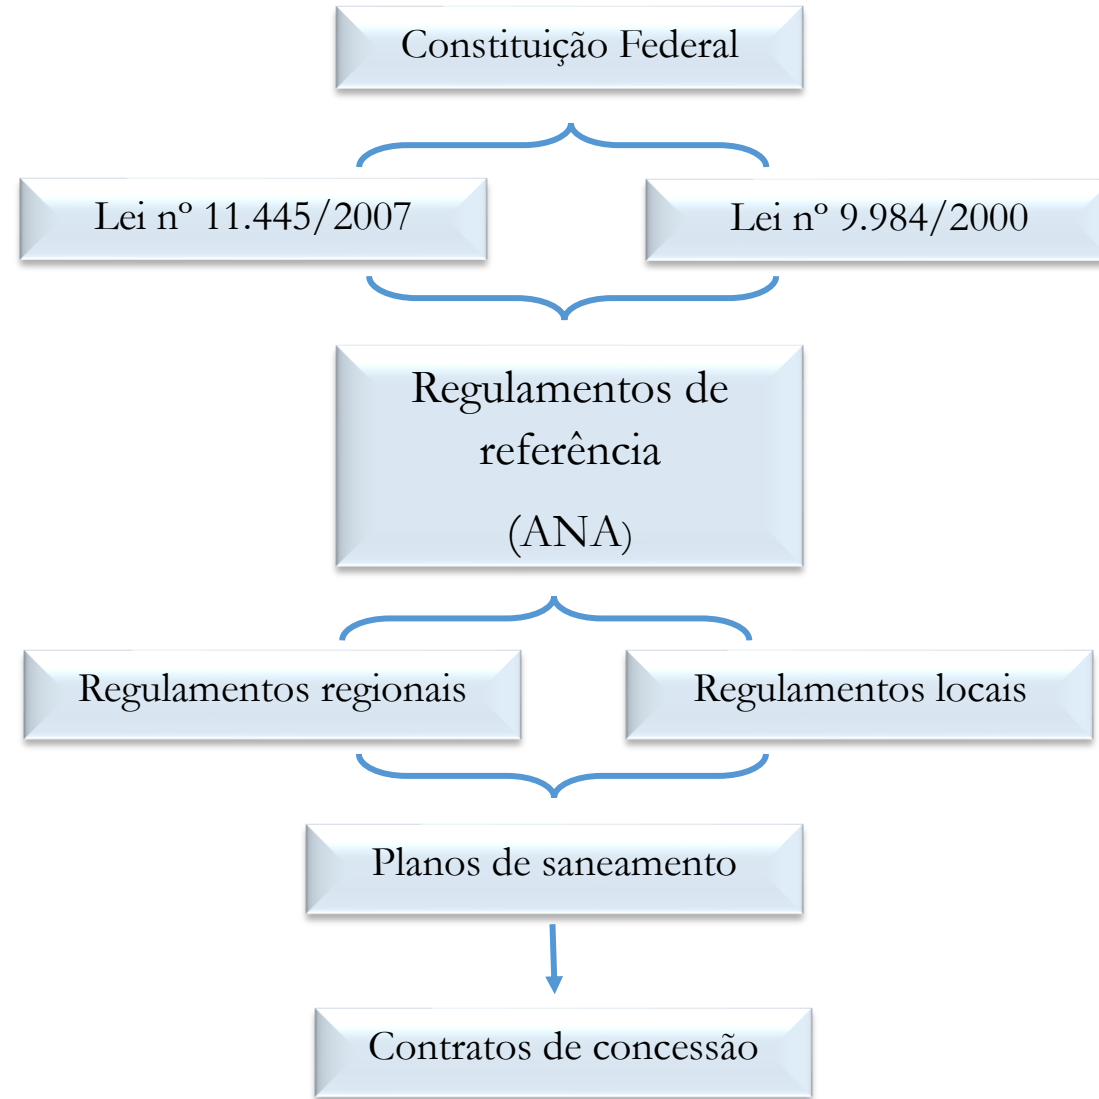 Constituição Federal
Lei nº 11.445/2007
Lei nº 9.984/2000
Regulamentos de
referência
(ANA)
Regulamentos regionais
Regulamentos locais
Planos de saneamento
Contratos de concessão